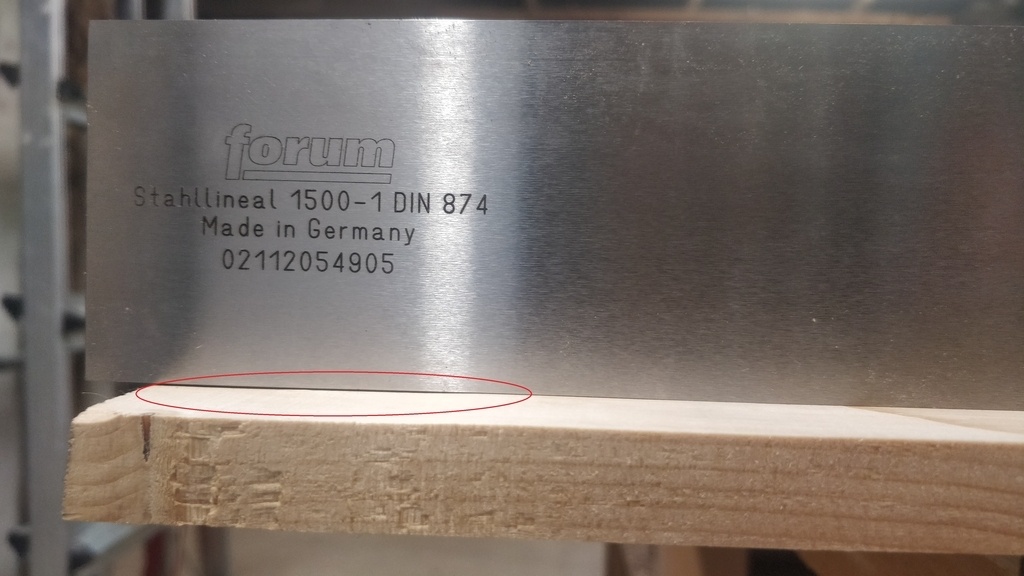 forum
Stahllineal 1500-1 DIN 874
Made in Germany
02112054905